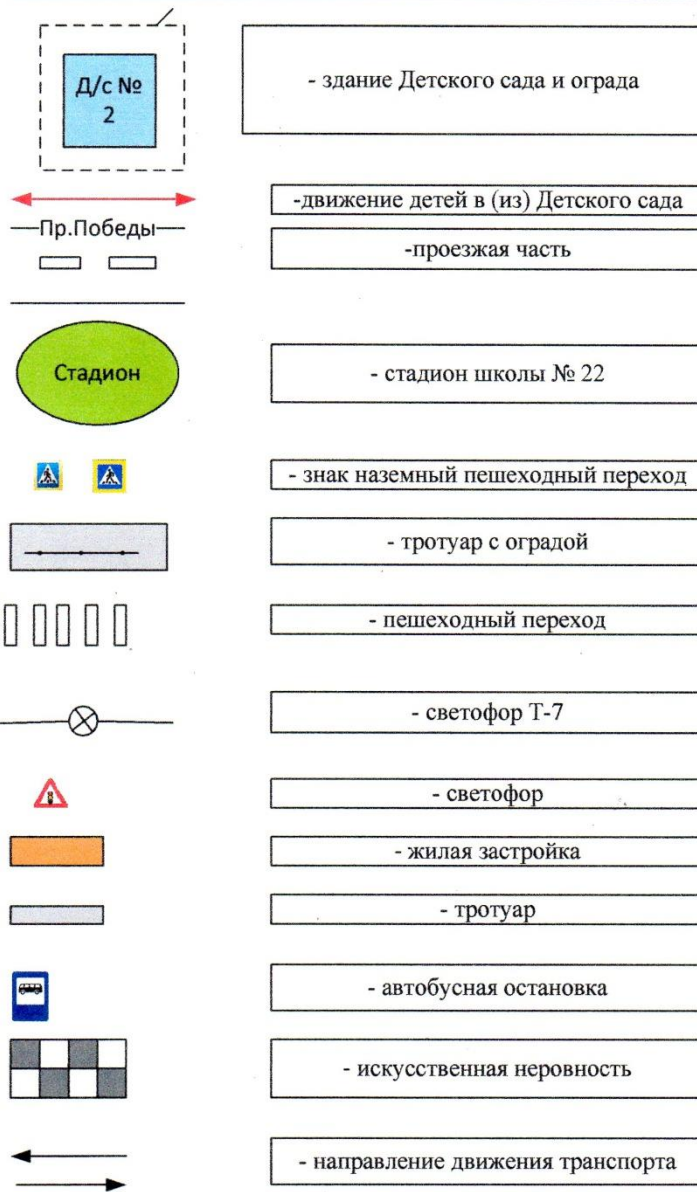 Д/с №
2
- здание Детского сада и ограда
-движение детей в (из) Детского сада
Пр.Победы
-проезжая часть
Стадион
- стадион школы № 22
- знак наземный пешеходный переход
- тротуар с оградой
- пешеходный переход
- светофор Т-7
- светофор
- жилая застройка
- тротуар
- автобусная остановка
- искусственная неровность
- направление движения транспорта